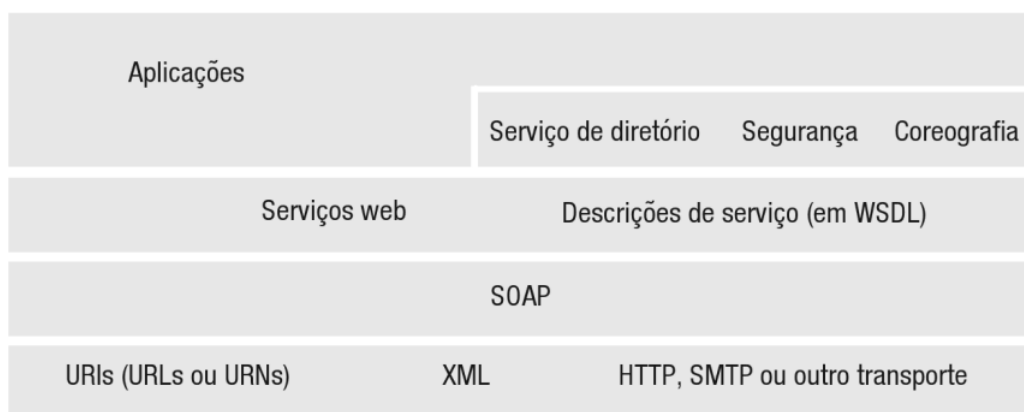 Aplicações
Serviço de diretório Segurança Coreografia
Serviços web Descrições de serviço (em WSDL)
SOAP
URIs (URLs ou URNs) XML HTTP, SMTP ou outro transporte